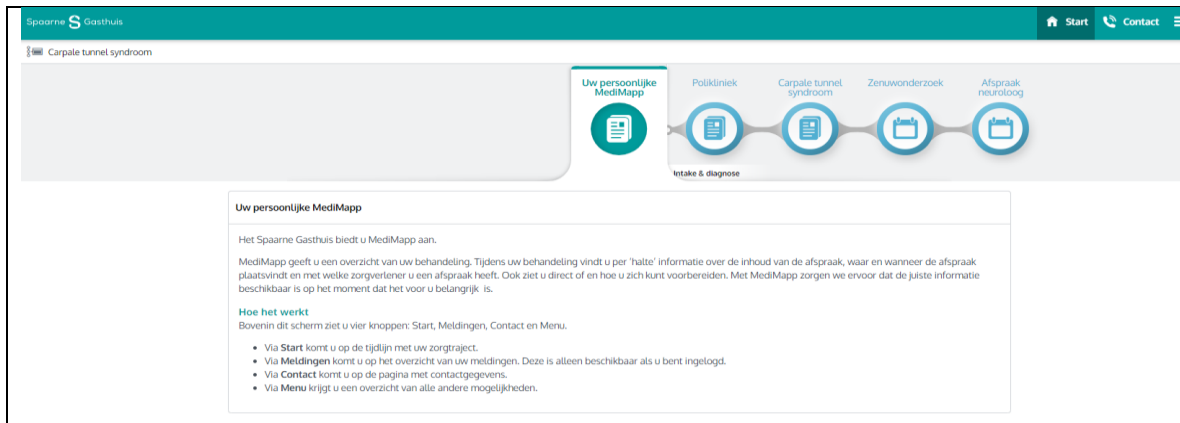 Spaarne S Gasthuis
Start
Contact
Carpale tunnel syndroom
Uw persoonlijke
MediMapp
Polikliniek
Carpale tunnel
syndroom
Zenuwonderzoek
Afspraak
neuroloog
Intake & diagnose
Uw persoonlijke MediMapp
Het Spaarne Gasthuis biedt u MediMapp aan.
MediMapp geeft u een overzicht van uw behandeling. Tijdens uw behandeling vindt u per 'halte' informatie over de inhoud van de afspraak, waar en wanneer de afspraak
plaatsvindt en met welke zorgverlener u een afspraak heeft. Ook ziet u direct of en hoe u zich kunt voorbereiden. Met MediMapp zorgen we ervoor dat de juiste informatie
beschikbaar is op het moment dat het voor u belangrijk is.
Hoe het werkt
Bovenin dit scherm ziet u vier knoppen: Start, Meldingen, Contact en Menu.
• Via Start komt u op de tijdlijn met uw zorgtraject.
• Via Meldingen komt u op het overzicht van uw meldingen. Deze is alleen beschikbaar als u bent ingelogd.
• Via Contact komt u op de pagina met contactgegevens.
• Via Menu krijgt u een overzicht van alle andere mogelijkheden.